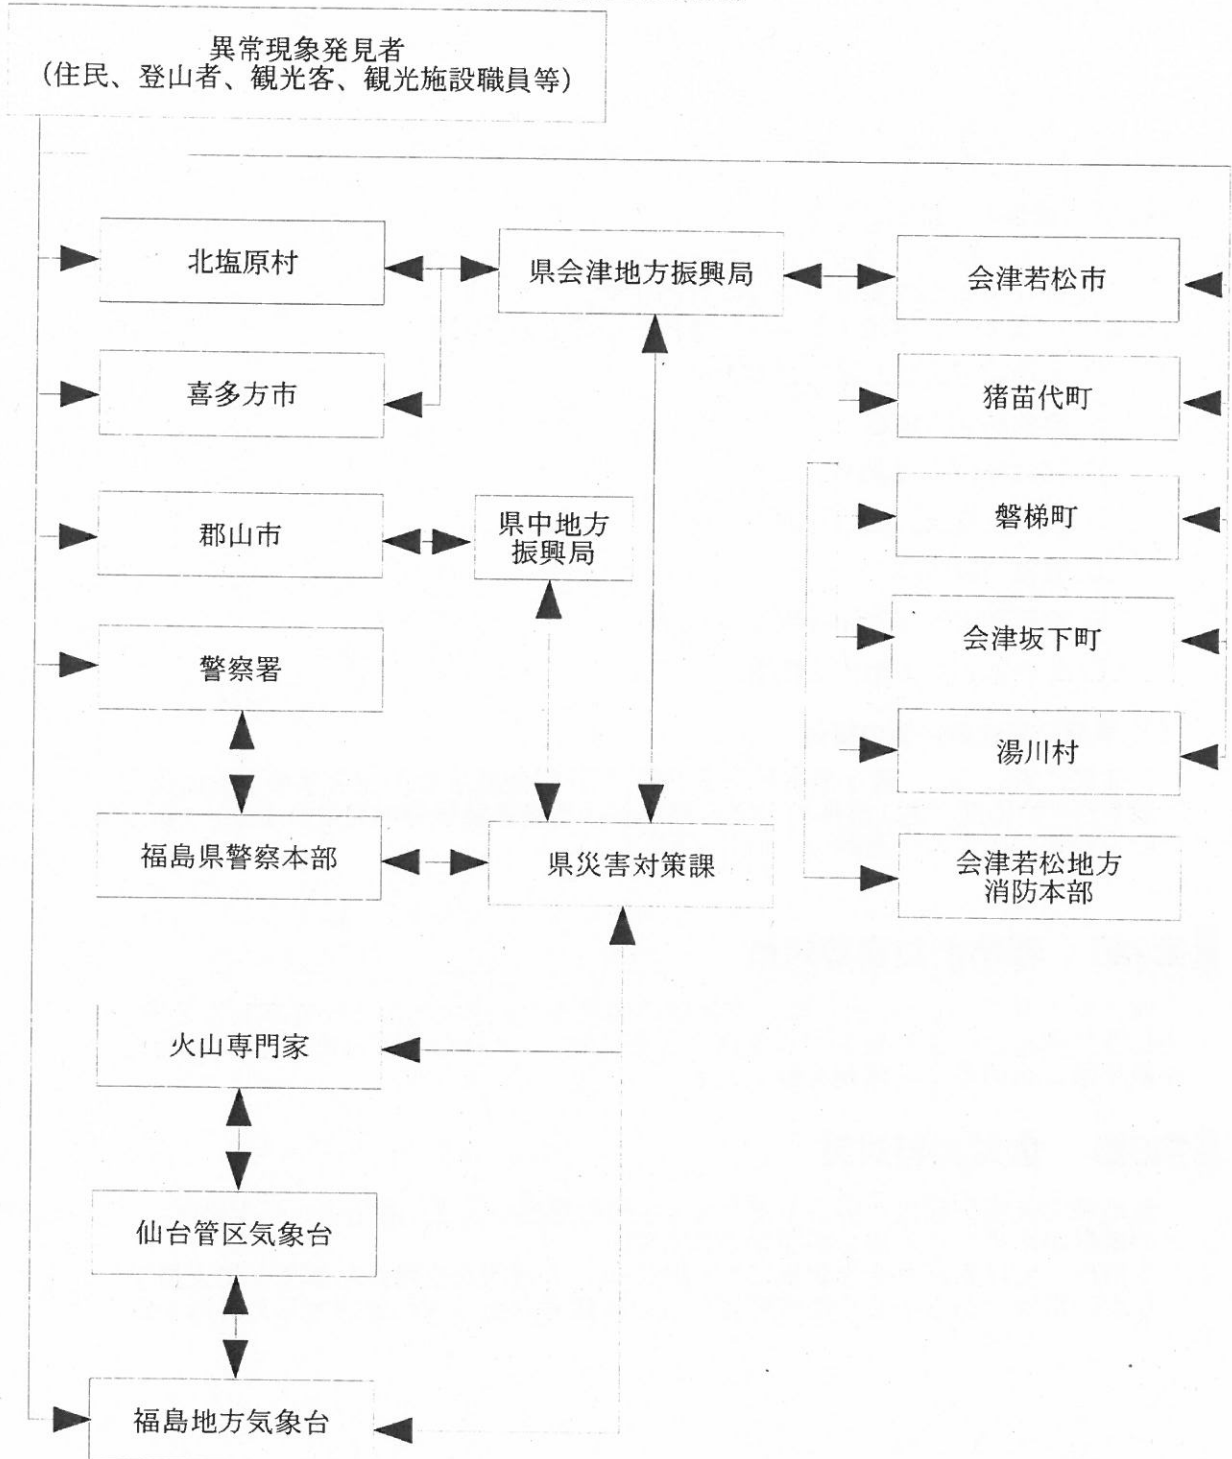 異常現象発見者
(住民、登山者、観光客、観光施設職員等)
北塩原村
県会津地方振興局
会津若松市
喜多方市
猪苗代町
郡山市
県中地方
振興局
磐梯町
警察署
会津坂下町
湯川村
福島県警察本部
県災害対策課
会津若松地方
消防本部
火山専門家
仙台管区気象台
福島地方気象台